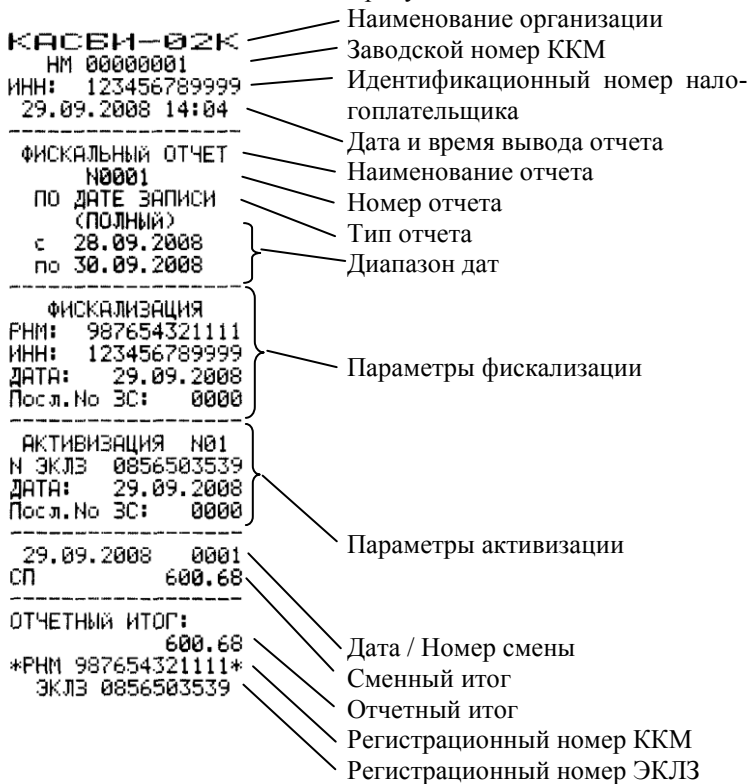 КАСБИ-02К
НМ 00000001
ИНН: 123456789999
29.09.2008 14:04
ФИСКАЛЬНЫЙ ОТЧЕТ
N0001
ПО ДАТЕ ЗАПИСИ
(ПОЛНЫЙ)
с 28.09.2008
по 30.09.2008
ФИСКАЛИЗАЦИЯ
РНМ: 987654321111
ИНН: 123456789999
ДАТА: 29.09.2008
Посл.No ЗС: 0000
АКТИВИЗАЦИЯ N01
N ЭКЛЗ 0856503539
ДАТА: 29.09.2008
Посл.No ЗС: 0000
29.09.2008 0001
СП 600.68
ОТЧЕТНЫЙ ИТОГ:
600.68
*РНМ 987654321111*
ЭКЛЗ 0856503539
Наименование организации
Заводской номер ККМ
Идентификационный номер нало-
гоплательщика
Дата и время вывода отчета
Наименование отчета
Номер отчета
Тип отчета
Диапазон дат
Параметры фискализации
Параметры активизации
Дата / Номер смены
Сменный итог
Отчетный итог
Регистрационный номер ККМ
Регистрационный номер ЭКЛЗ